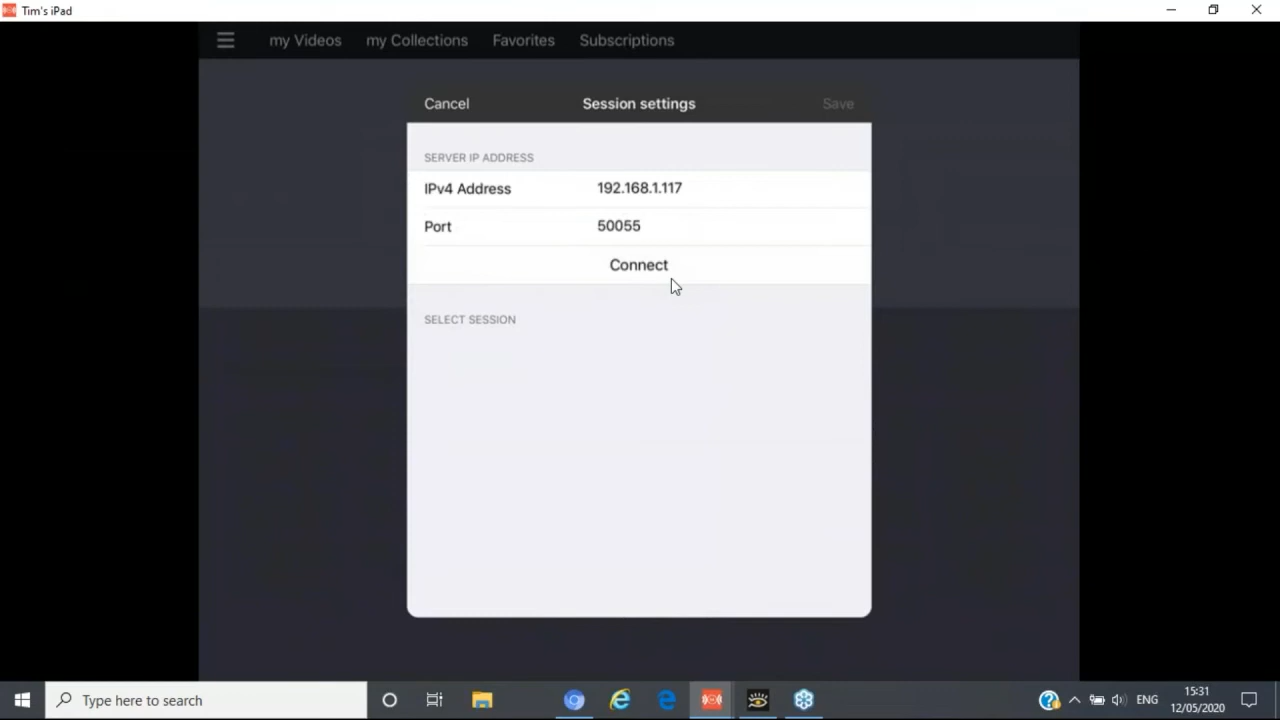 Tim's iPad
my Videos my Collections Favorites Subscriptions
Cancel Session settings Save
SERVER IP ADDRESS
IPv4 Address 192.168.1.117
Port 50055
Connect
SELECT SESSION
Type here to search
ENG
15:31
12/05/2020